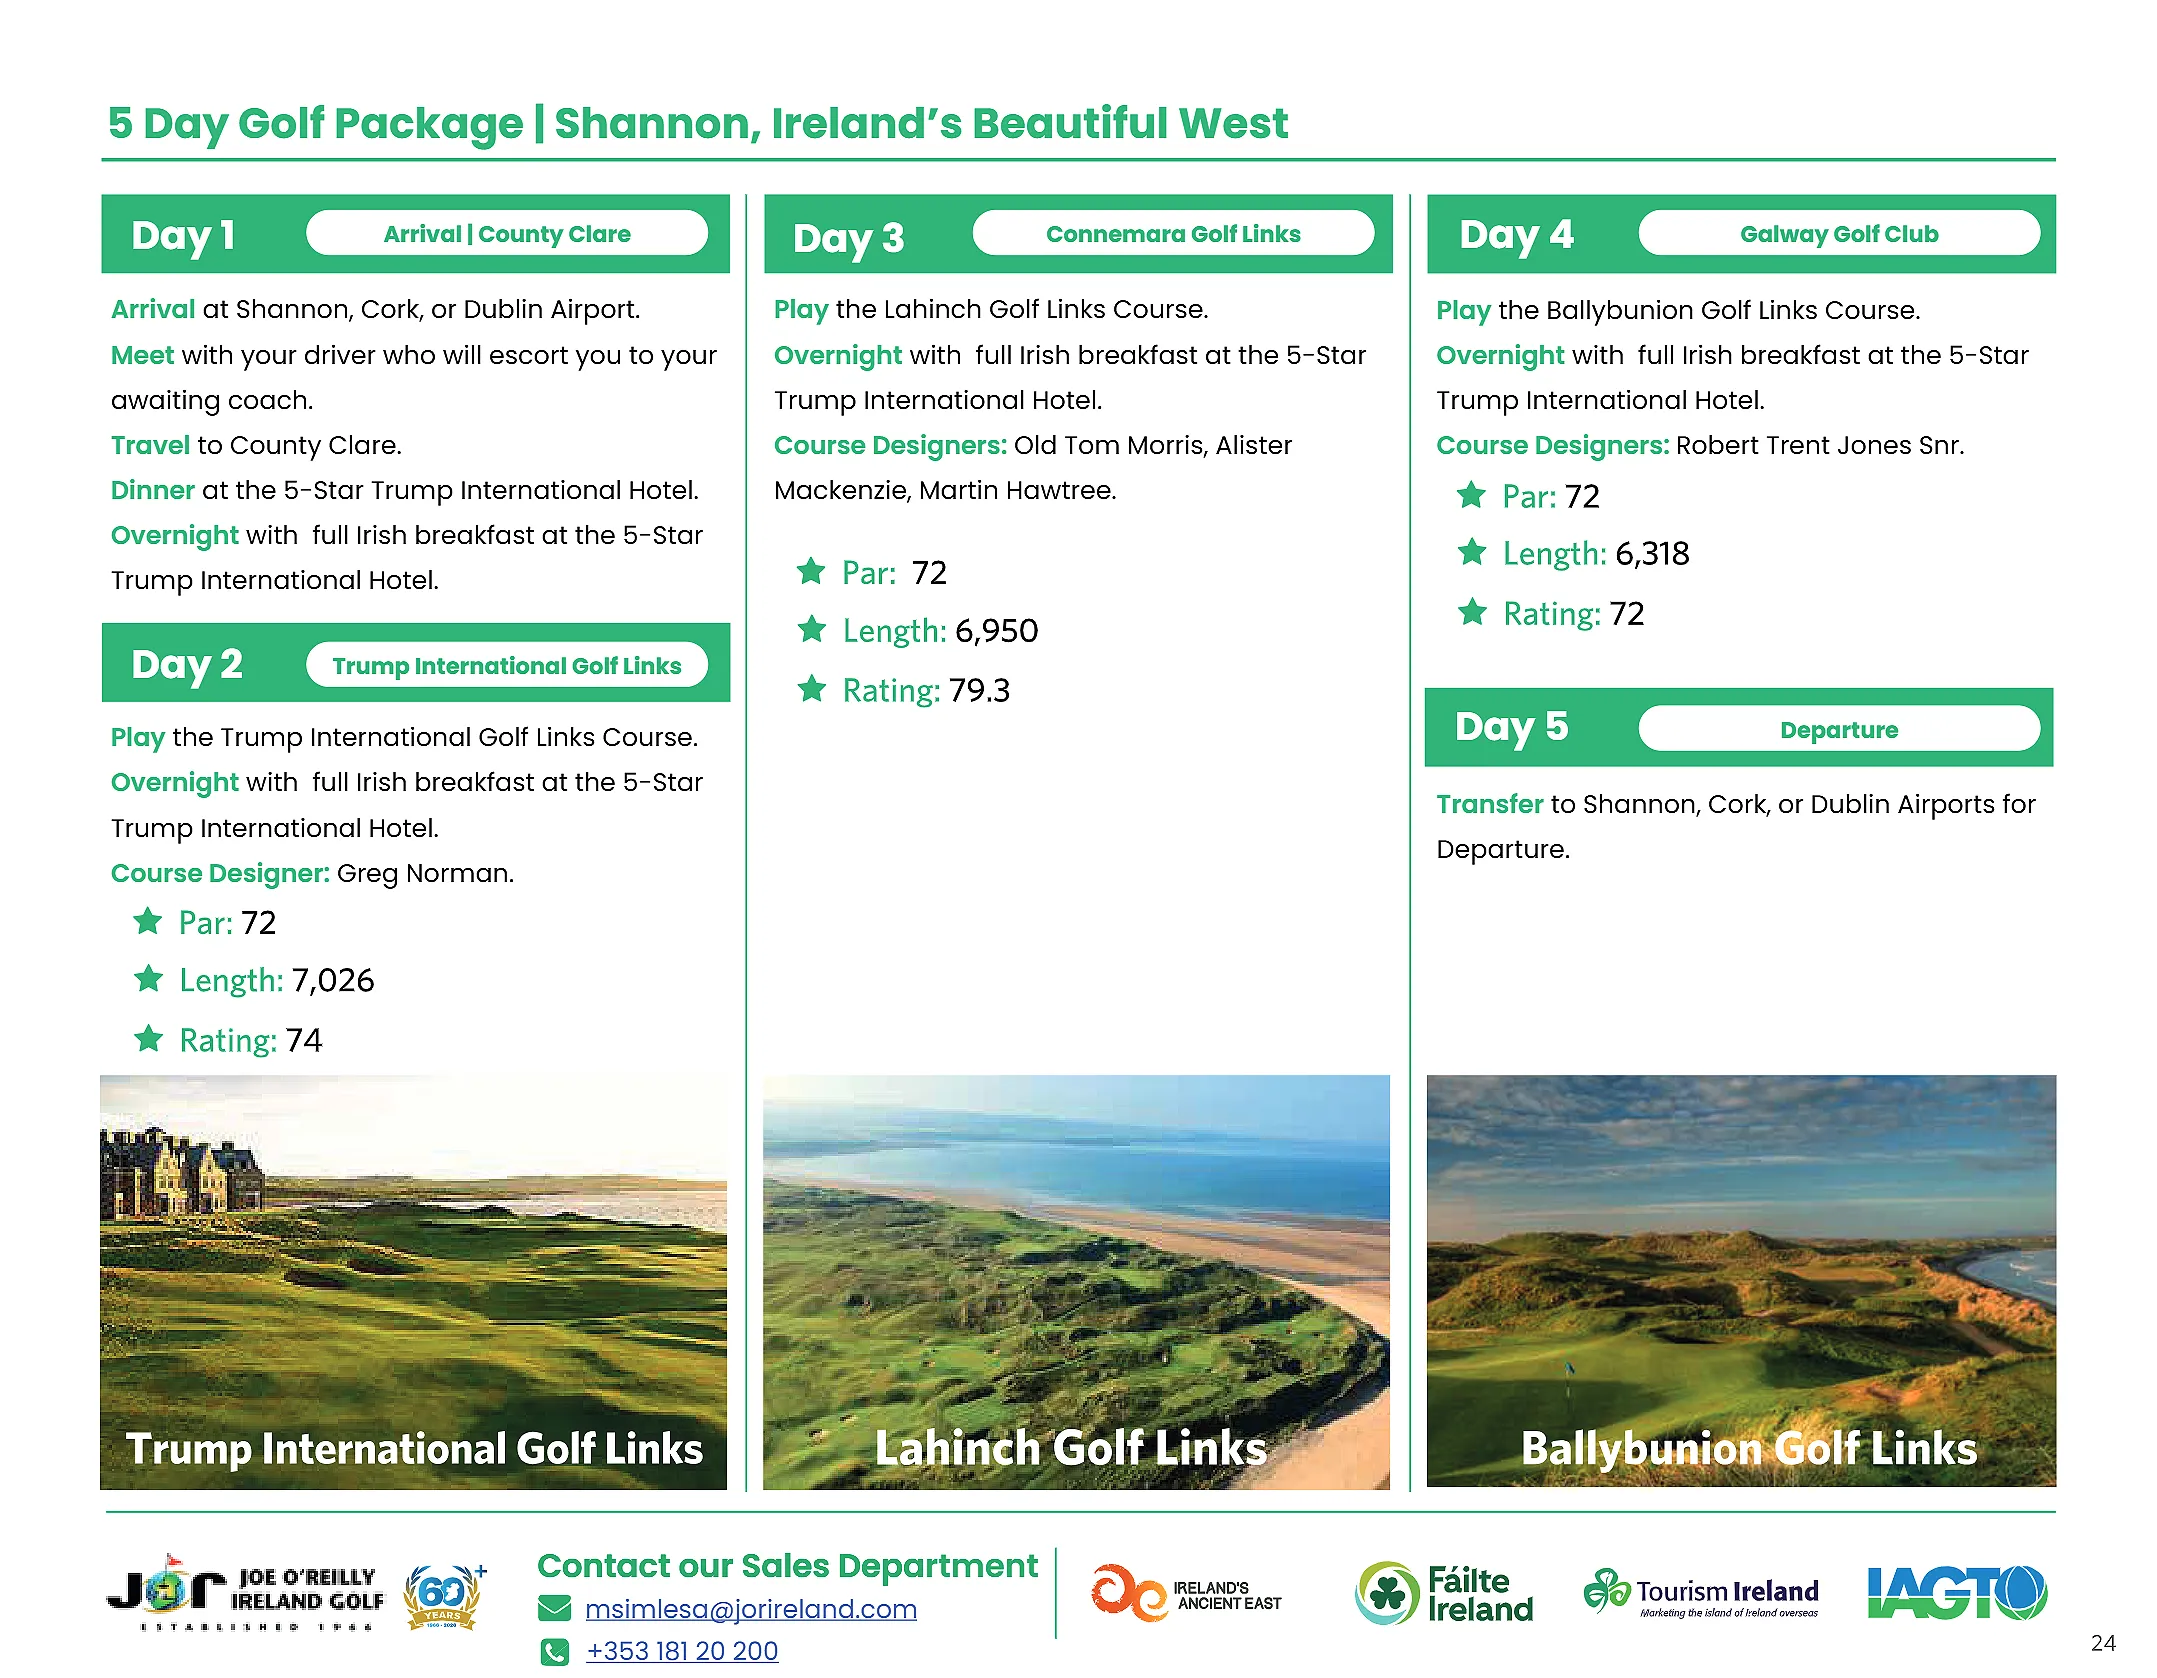 5 Day Golf Package | Shannon, Ireland’s Beautiful West
Day 1
Arrival | County Clare
Arrival at Shannon, Cork, or Dublin Airport.
Meet with your driver who will escort you to your
awaiting coach.
Travel to County Clare.
Dinner at the 5-Star Trump International Hotel.
Overnight with full Irish breakfast at the 5-Star
Trump International Hotel.
Day 2
Trump International Golf Links
Play the Trump International Golf Links Course.
Overnight with full Irish breakfast at the 5-Star
Trump International Hotel.
Course Designer: Greg Norman.
Par: 72
Length: 7,026
Rating: 74
Trump International Golf Links
Day 3
Connemara Golf Links
Play the Lahinch Golf Links Course.
Overnight with full Irish breakfast at the 5-Star
Trump International Hotel.
Course Designers: Old Tom Morris, Alister
Mackenzie, Martin Hawtree.
Par: 72
Length: 6,950
Rating: 79.3
Lahinch Golf Links
Day 4
Galway Golf Club
Play the Ballybunion Golf Links Course.
Overnight with full Irish breakfast at the 5-Star
Trump International Hotel.
Course Designers: Robert Trent Jones Snr.
Par: 72
Length: 6,318
Rating: 72
Day 5
Departure
Transfer to Shannon, Cork, or Dublin Airports for
Departure.
Ballybunion Golf Links
jor JOE O’REILLY
IRELAND GOLF
ESTABLISHED 1966
60+
YEARS
1966 - 2026
Contact our Sales Department
msimlesa@jorireland.com
+353 181 20 200
IRELAND’S
ANCIENT EAST
Fáilte
Ireland
Tourism Ireland
Marketing the island of Ireland overseas
IAGTO
24